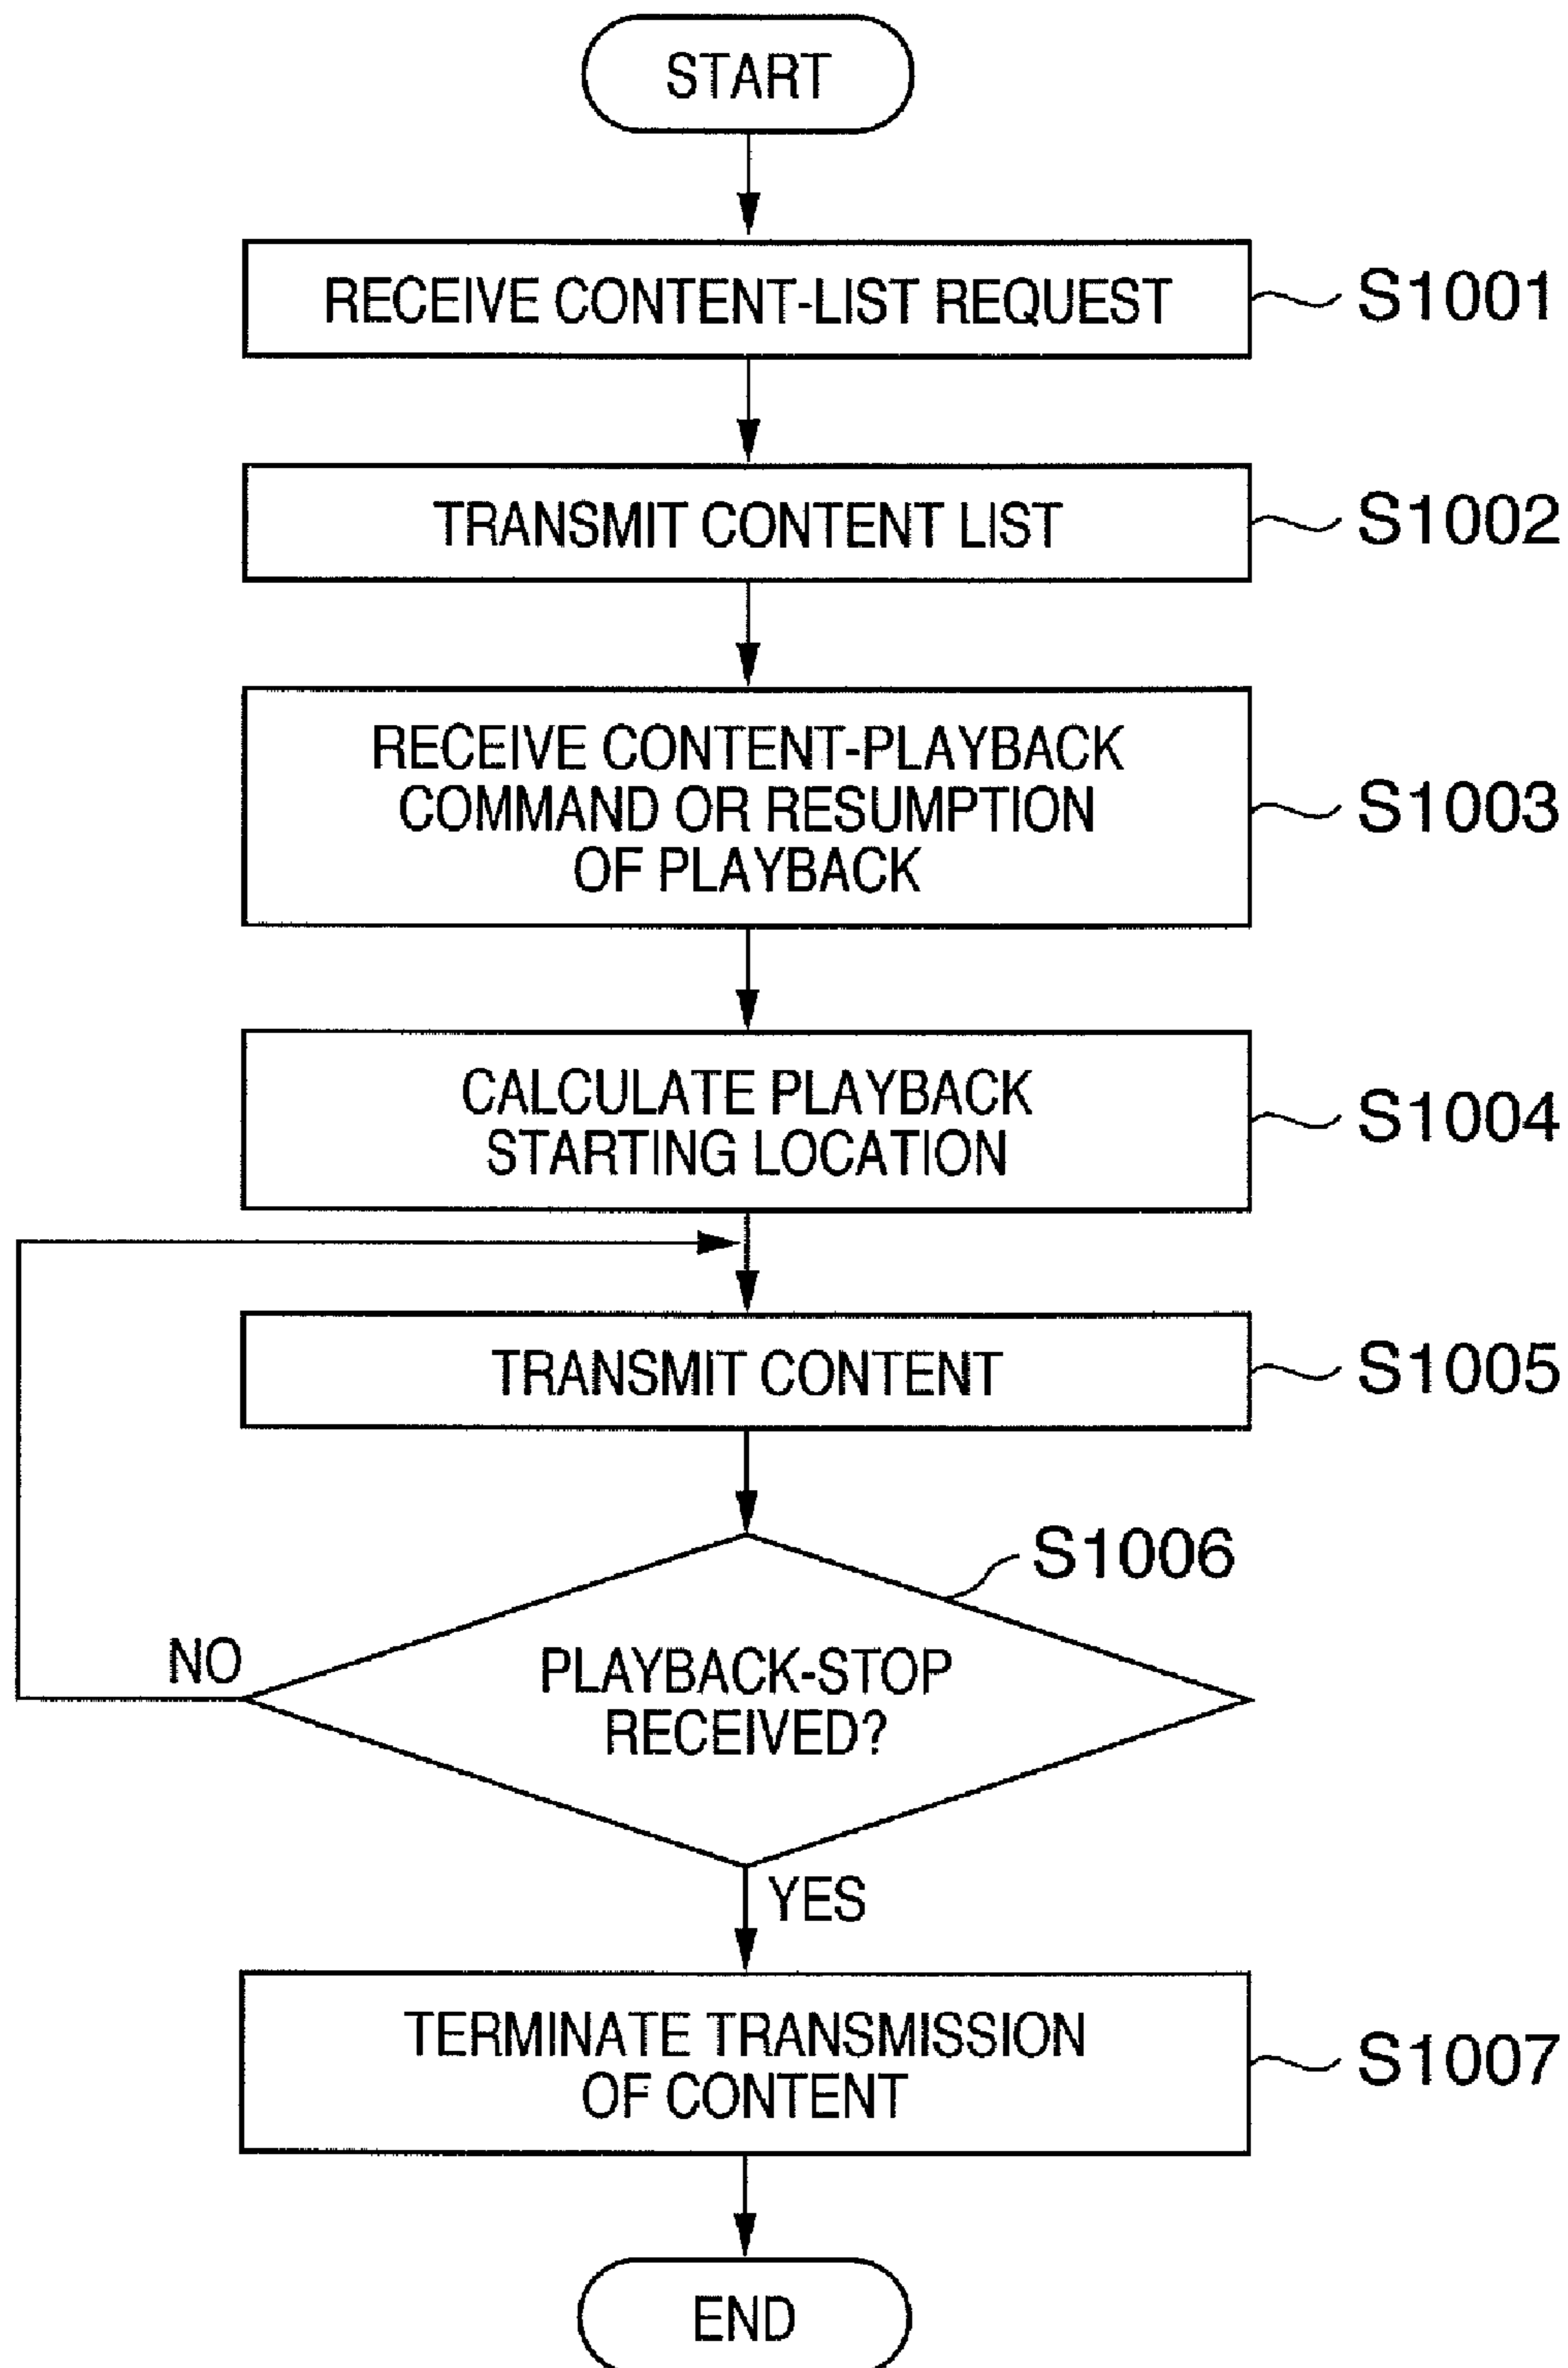 START
RECEIVE CONTENT-LIST REQUEST
S1001
TRANSMIT CONTENT LIST
S1002
RECEIVE CONTENT-PLAYBACK
COMMAND OR RESUMPTION
OF PLAYBACK
S1003
CALCULATE PLAYBACK
STARTING LOCATION
S1004
TRANSMIT CONTENT
S1005
S1006
NO
PLAYBACK-STOP
RECEIVED?
YES
TERMINATE TRANSMISSION
OF CONTENT
S1007
END